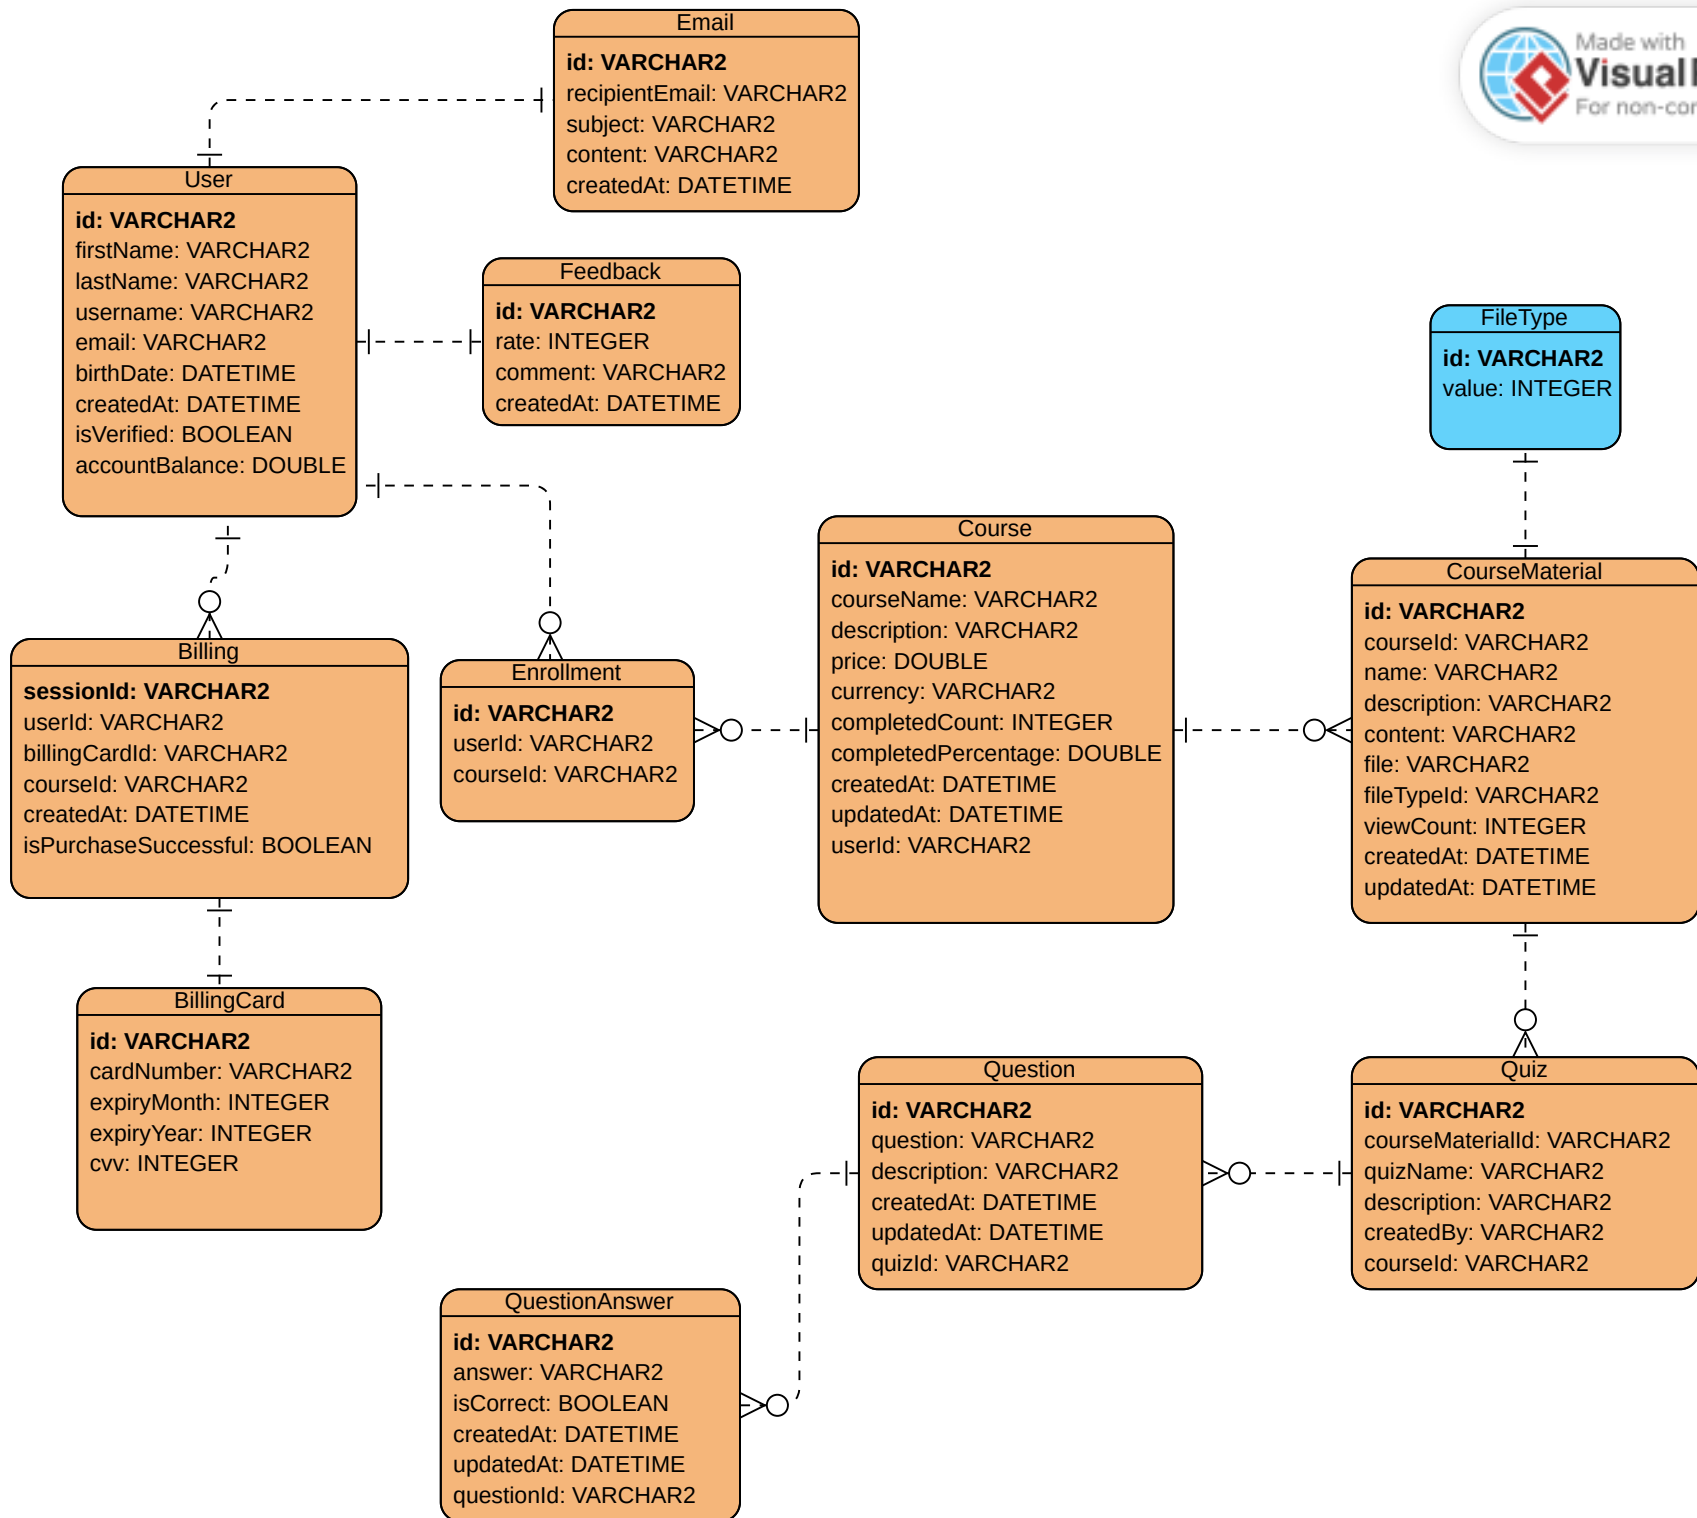 Email
id: VARCHAR2
recipientEmail: VARCHAR2
subject: VARCHAR2
content: VARCHAR2
createdAt: DATETIME
Made with
Visual
For
User
id: VARCHAR2
firstName: VARCHAR2
lastName: VARCHAR2
username: VARCHAR2
email: VARCHAR2
birthDate: DATETIME
createdAt: DATETIME
isVerified: BOOLEAN
accountBalance: DOUBLE
Feedback
id: VARCHAR2
rate: INTEGER
comment: VARCHAR2
createdAt: DATETIME
FileType
id: VARCHAR2
value: INTEGER
Course
id: VARCHAR2
courseName: VARCHAR2
description: VARCHAR2
price: DOUBLE
currency: VARCHAR2
completedCount: INTEGER
completedPercentage: DOUBLE
createdAt: DATETIME
updatedAt: DATETIME
userId: VARCHAR2
CourseMaterial
id: VARCHAR2
courseId: VARCHAR2
name: VARCHAR2
description: VARCHAR2
content: VARCHAR2
file: VARCHAR2
fileTypeId: VARCHAR2
viewCount: INTEGER
createdAt: DATETIME
updatedAt: DATETIME
Billing
sessionId: VARCHAR2
userId: VARCHAR2
billingCardId: VARCHAR2
courseId: VARCHAR2
createdAt: DATETIME
isPurchaseSuccessful: BOOLEAN
Enrollment
id: VARCHAR2
userId: VARCHAR2
courseId: VARCHAR2
BillingCard
id: VARCHAR2
cardNumber: VARCHAR2
expiryMonth: INTEGER
expiryYear: INTEGER
cvv: INTEGER
Question
id: VARCHAR2
question: VARCHAR2
description: VARCHAR2
createdAt: DATETIME
updatedAt: DATETIME
quizId: VARCHAR2
Quiz
id: VARCHAR2
courseMaterialId: VARCHAR2
quizName: VARCHAR2
description: VARCHAR2
createdBy: VARCHAR2
courseId: VARCHAR2
QuestionAnswer
id: VARCHAR2
answer: VARCHAR2
isCorrect: BOOLEAN
createdAt: DATETIME
updatedAt: DATETIME
questionId: VARCHAR2